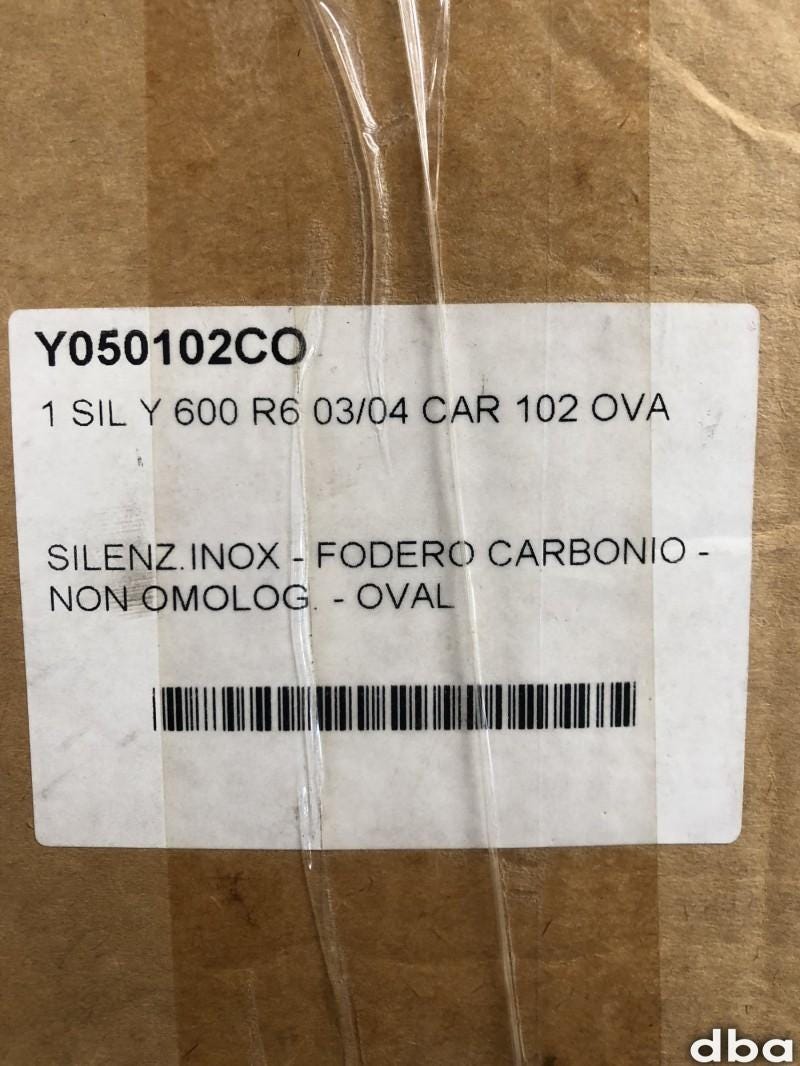 Y050102CO
1 SIL Y 600 R6 03/04 CAR 102 OVA
SILENZ.INOX - FODERO CARBONIO -
NON OMOLOG. - OVAL
dba